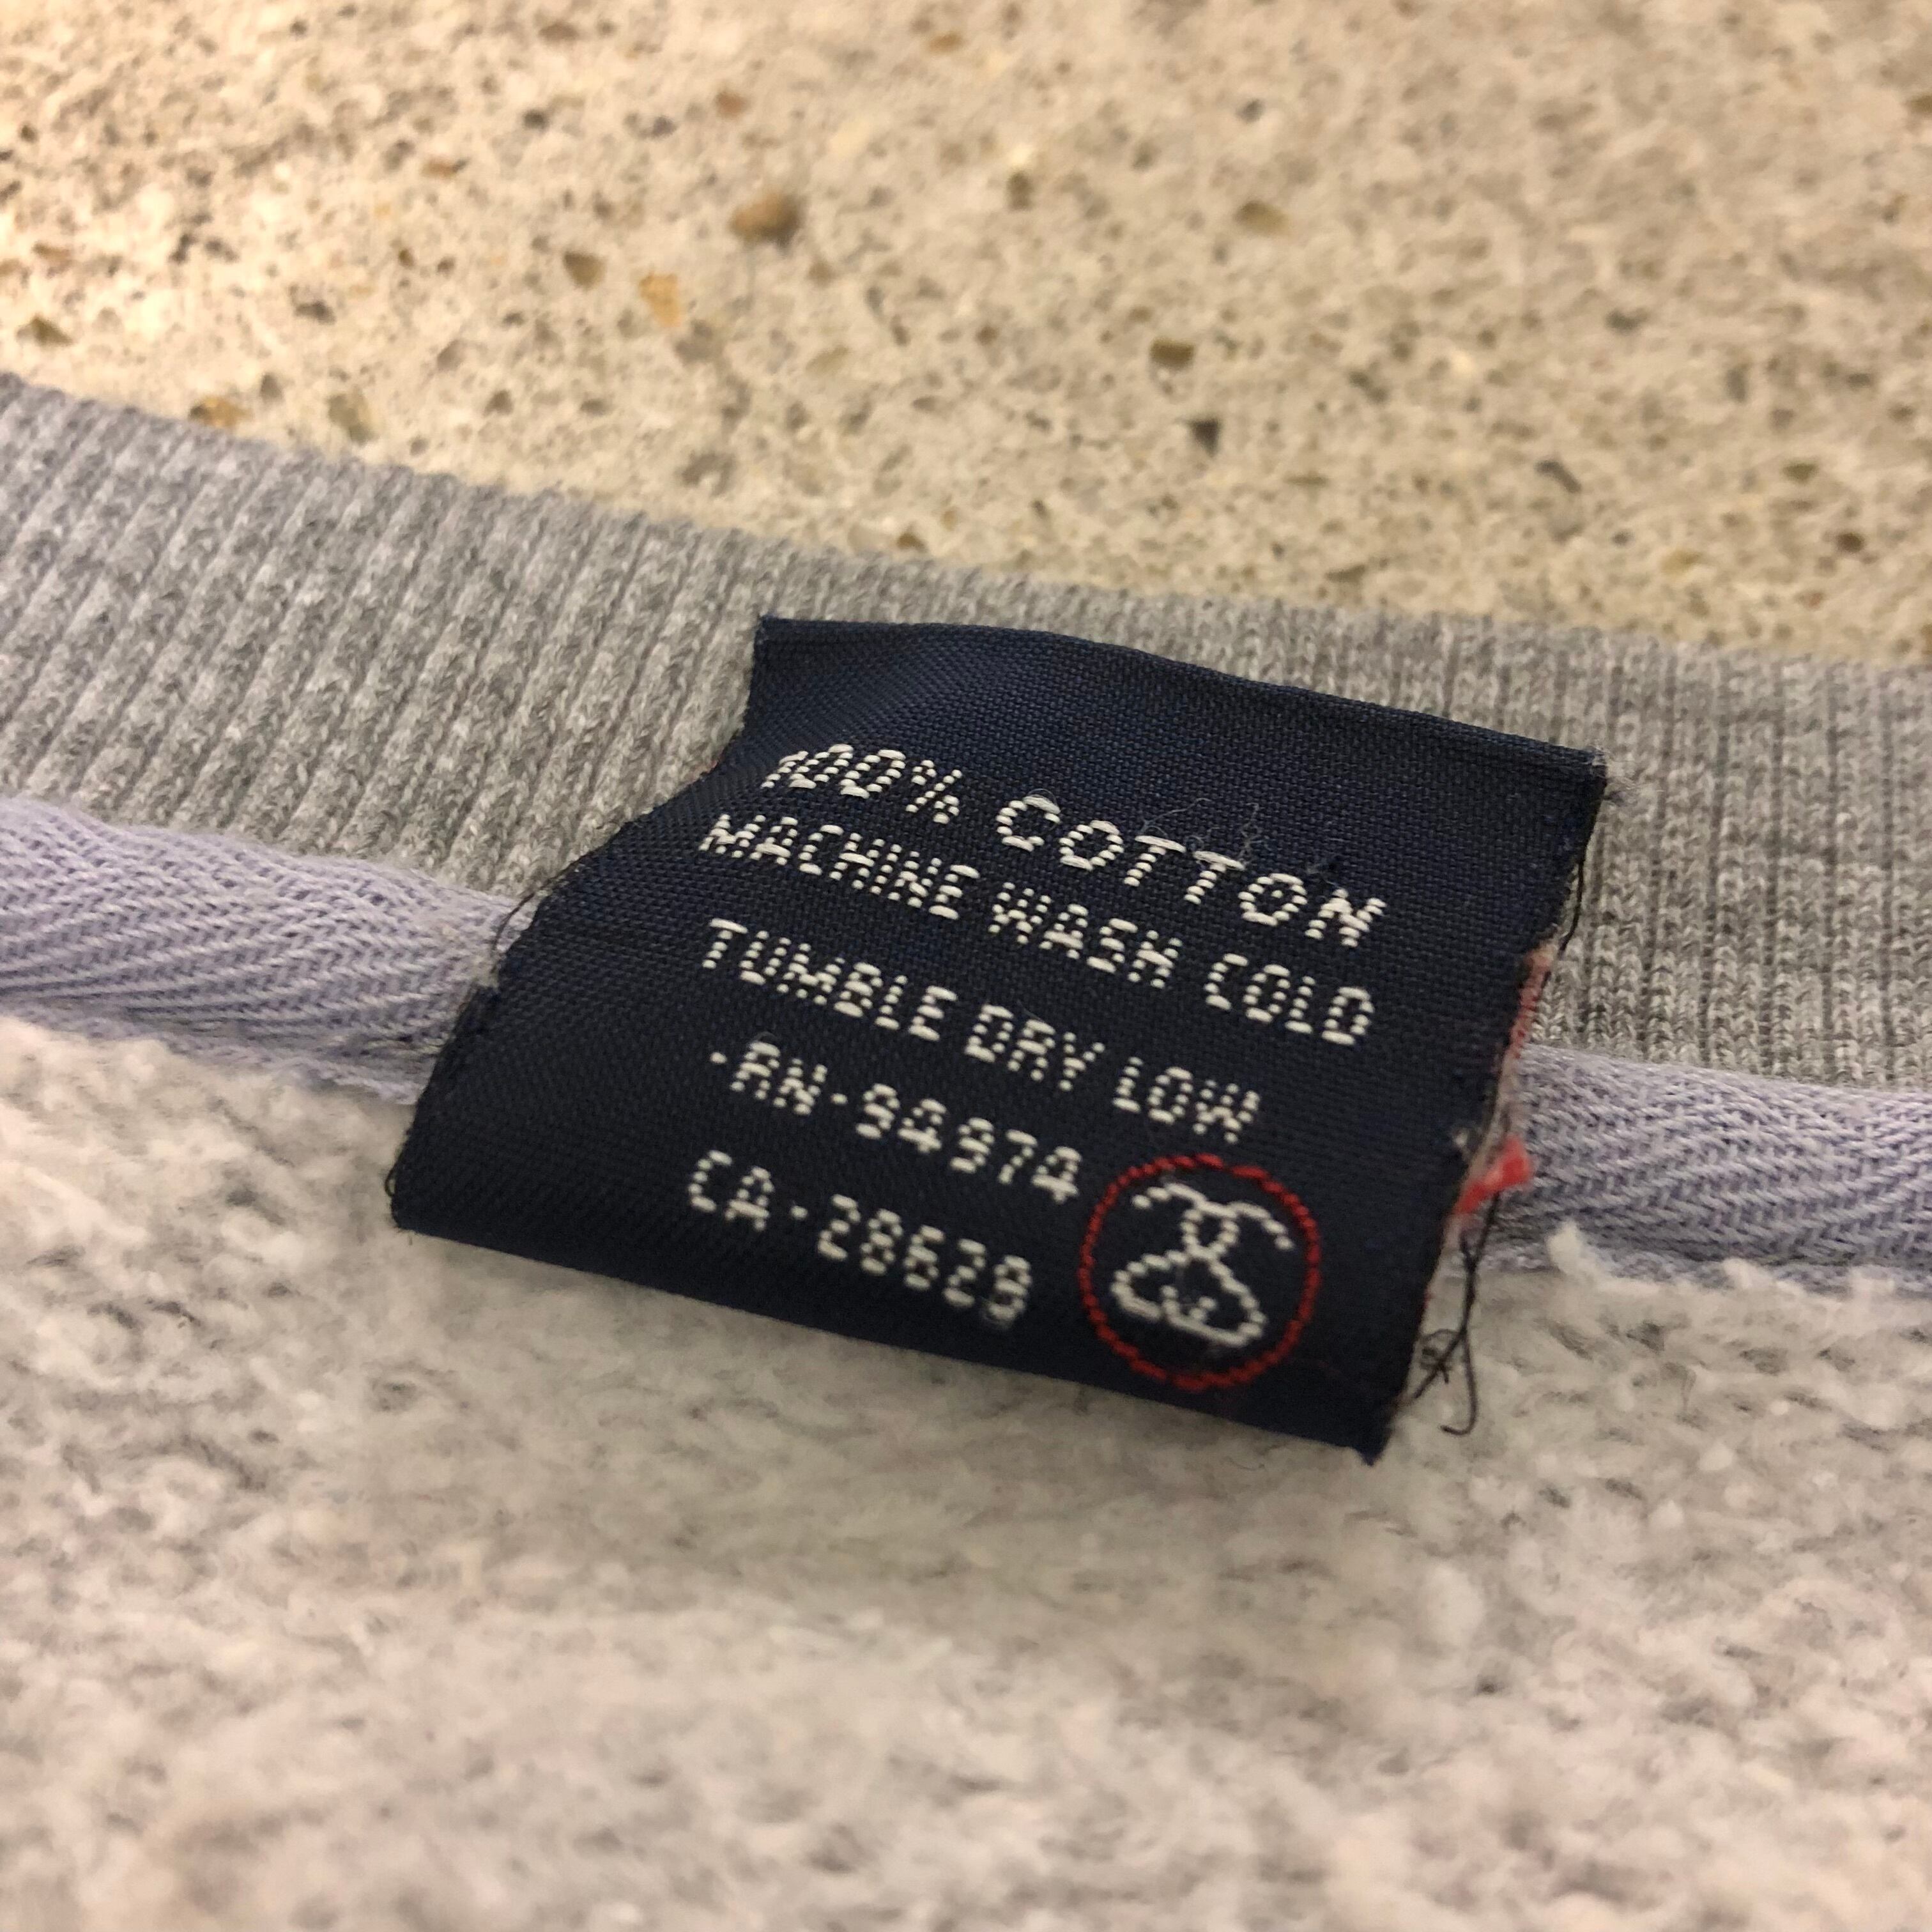 100% COTTON
MACHINE WASH COLD
TUMBLE DRY LOW
·RN·94974
CA·28629